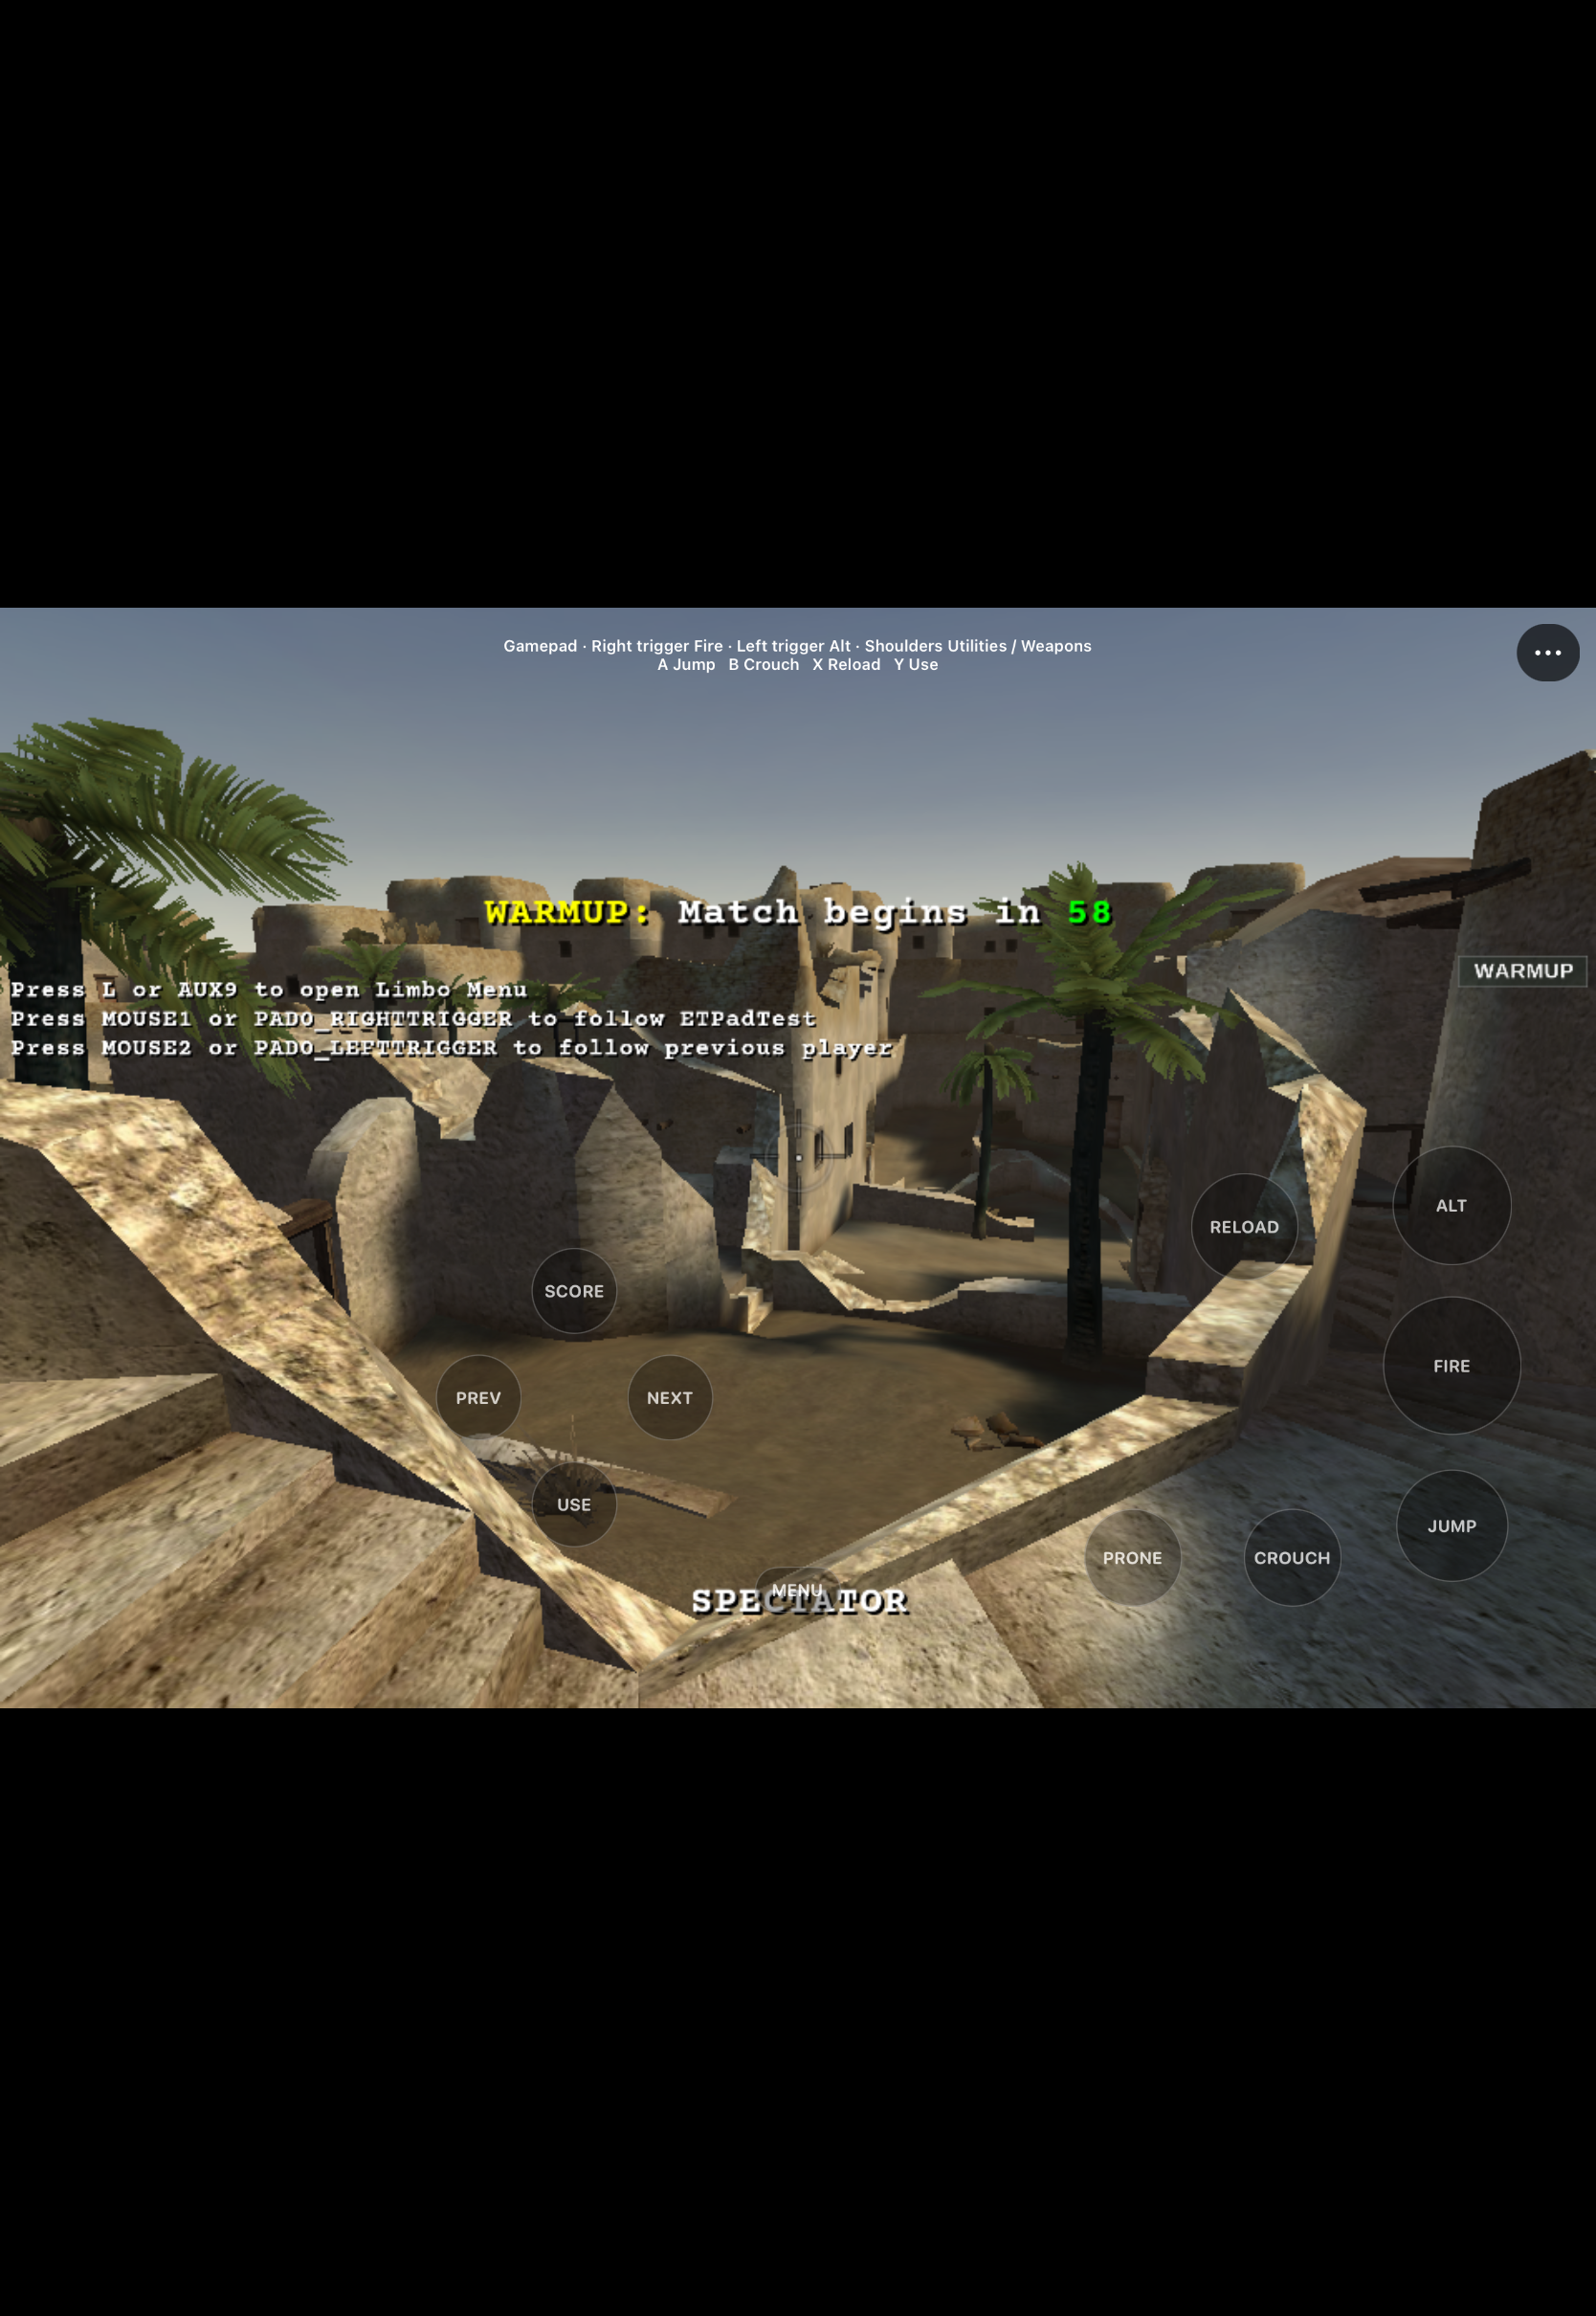 Gamepad · Right trigger Fire · Left trigger Alt · Shoulders Utilities / Weapons
A Jump B Crouch X Reload Y Use
WARMUP: Match begins in 58
WARMUP
Press L or AUX9 to open Limbo Menu
Press MOUSE1 or PAD0_RIGHTTRIGGER to follow ETPadTest
Press MOUSE2 or PAD0_LEFTTRIGGER to follow previous player
ALT
RELOAD
SCORE
FIRE
PREV
NEXT
USE
JUMP
PRONE
CROUCH
MENU
SPECTATOR